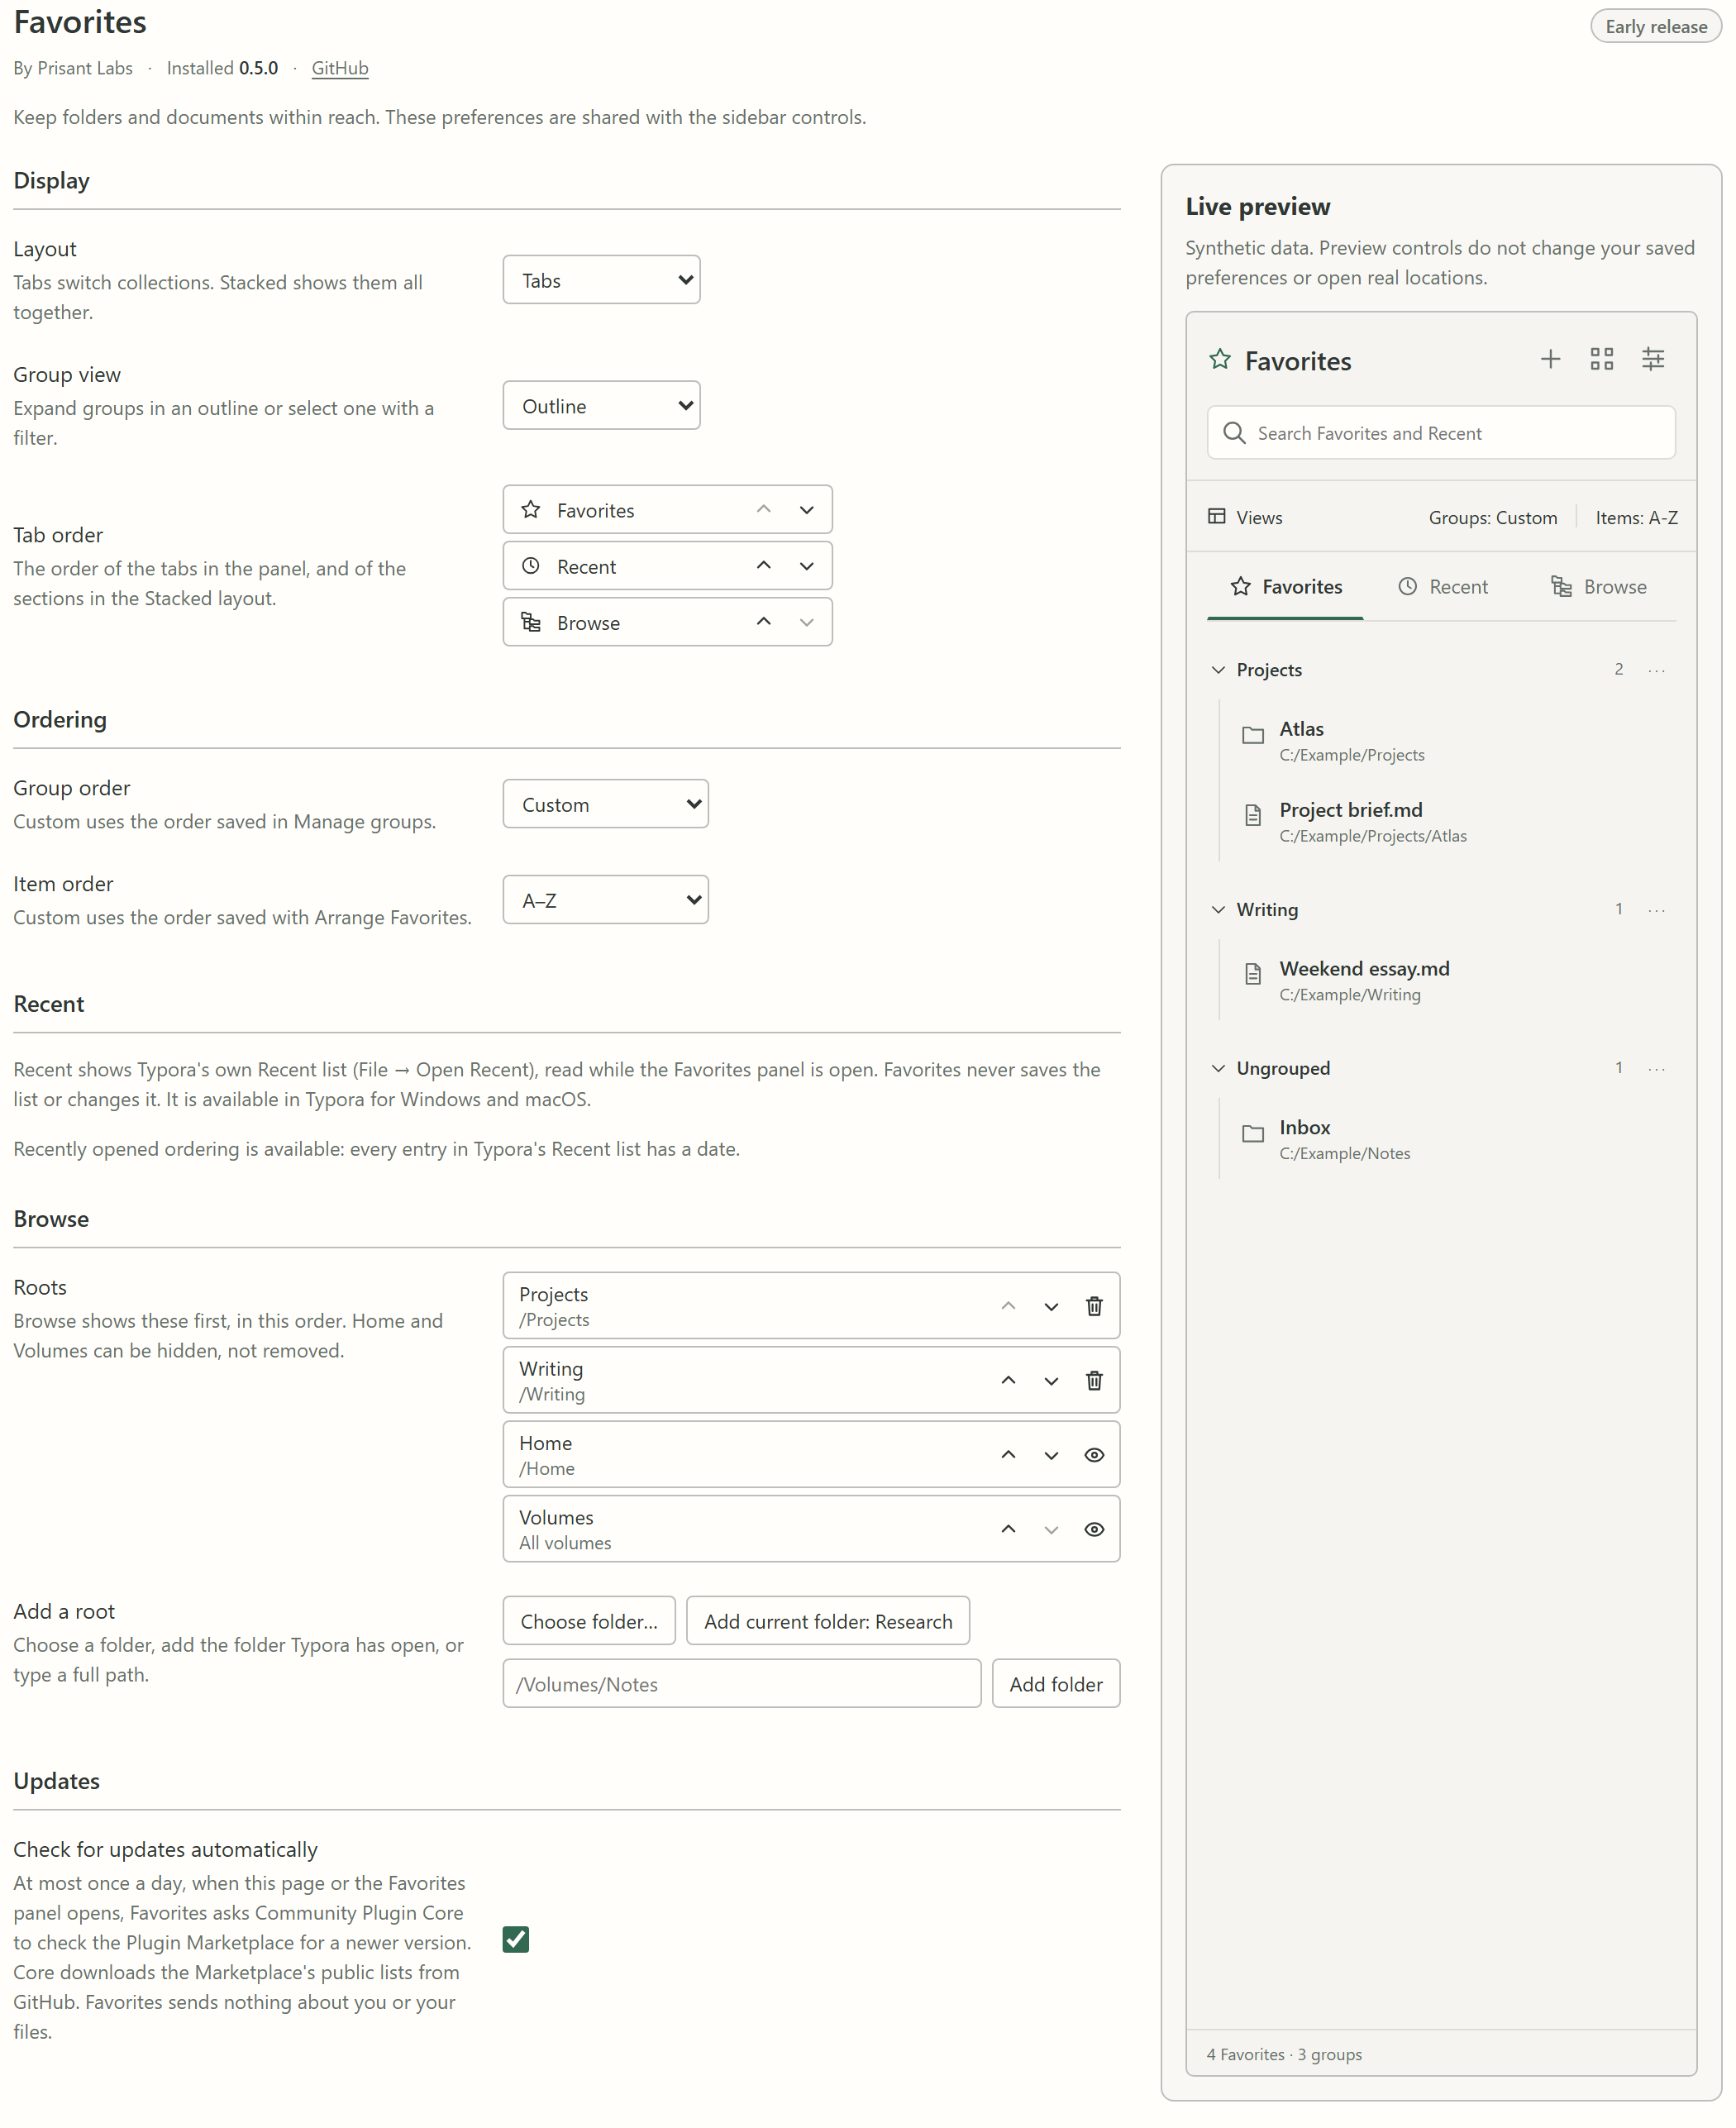 Favorites
Early release
By Prisant Labs · Installed 0.5.0 · GitHub
Keep folders and documents within reach. These preferences are shared with the sidebar controls.
Display
Layout
Tabs switch collections. Stacked shows them all
together.
Tabs
Group view
Expand groups in an outline or select one with a
filter.
Outline
Tab order
The order of the tabs in the panel, and of the
sections in the Stacked layout.
Favorites
Recent
Browse
Ordering
Group order
Custom uses the order saved in Manage groups.
Custom
Item order
Custom uses the order saved with Arrange Favorites.
A–Z
Recent
Recent shows Typora's own Recent list (File → Open Recent), read while the Favorites panel is open. Favorites never saves the
list or changes it. It is available in Typora for Windows and macOS.
Recently opened ordering is available: every entry in Typora's Recent list has a date.
Browse
Roots
Browse shows these first, in this order. Home and
Volumes can be hidden, not removed.
Projects
/Projects
Writing
/Writing
Home
/Home
Volumes
All volumes
Add a root
Choose a folder, add the folder Typora has open, or
type a full path.
Choose folder...
Add current folder: Research
/Volumes/Notes
Add folder
Updates
Check for updates automatically
At most once a day, when this page or the Favorites
panel opens, Favorites asks Community Plugin Core
to check the Plugin Marketplace for a newer version.
Core downloads the Marketplace's public lists from
GitHub. Favorites sends nothing about you or your
files.
Live preview
Synthetic data. Preview controls do not change your saved
preferences or open real locations.
Favorites
Search Favorites and Recent
Views
Groups: Custom
Items: A-Z
Favorites
Recent
Browse
Projects 2 ...
Atlas
C:/Example/Projects
Project brief.md
C:/Example/Projects/Atlas
Writing 1 ...
Weekend essay.md
C:/Example/Writing
Ungrouped 1 ...
Inbox
C:/Example/Notes
4 Favorites · 3 groups